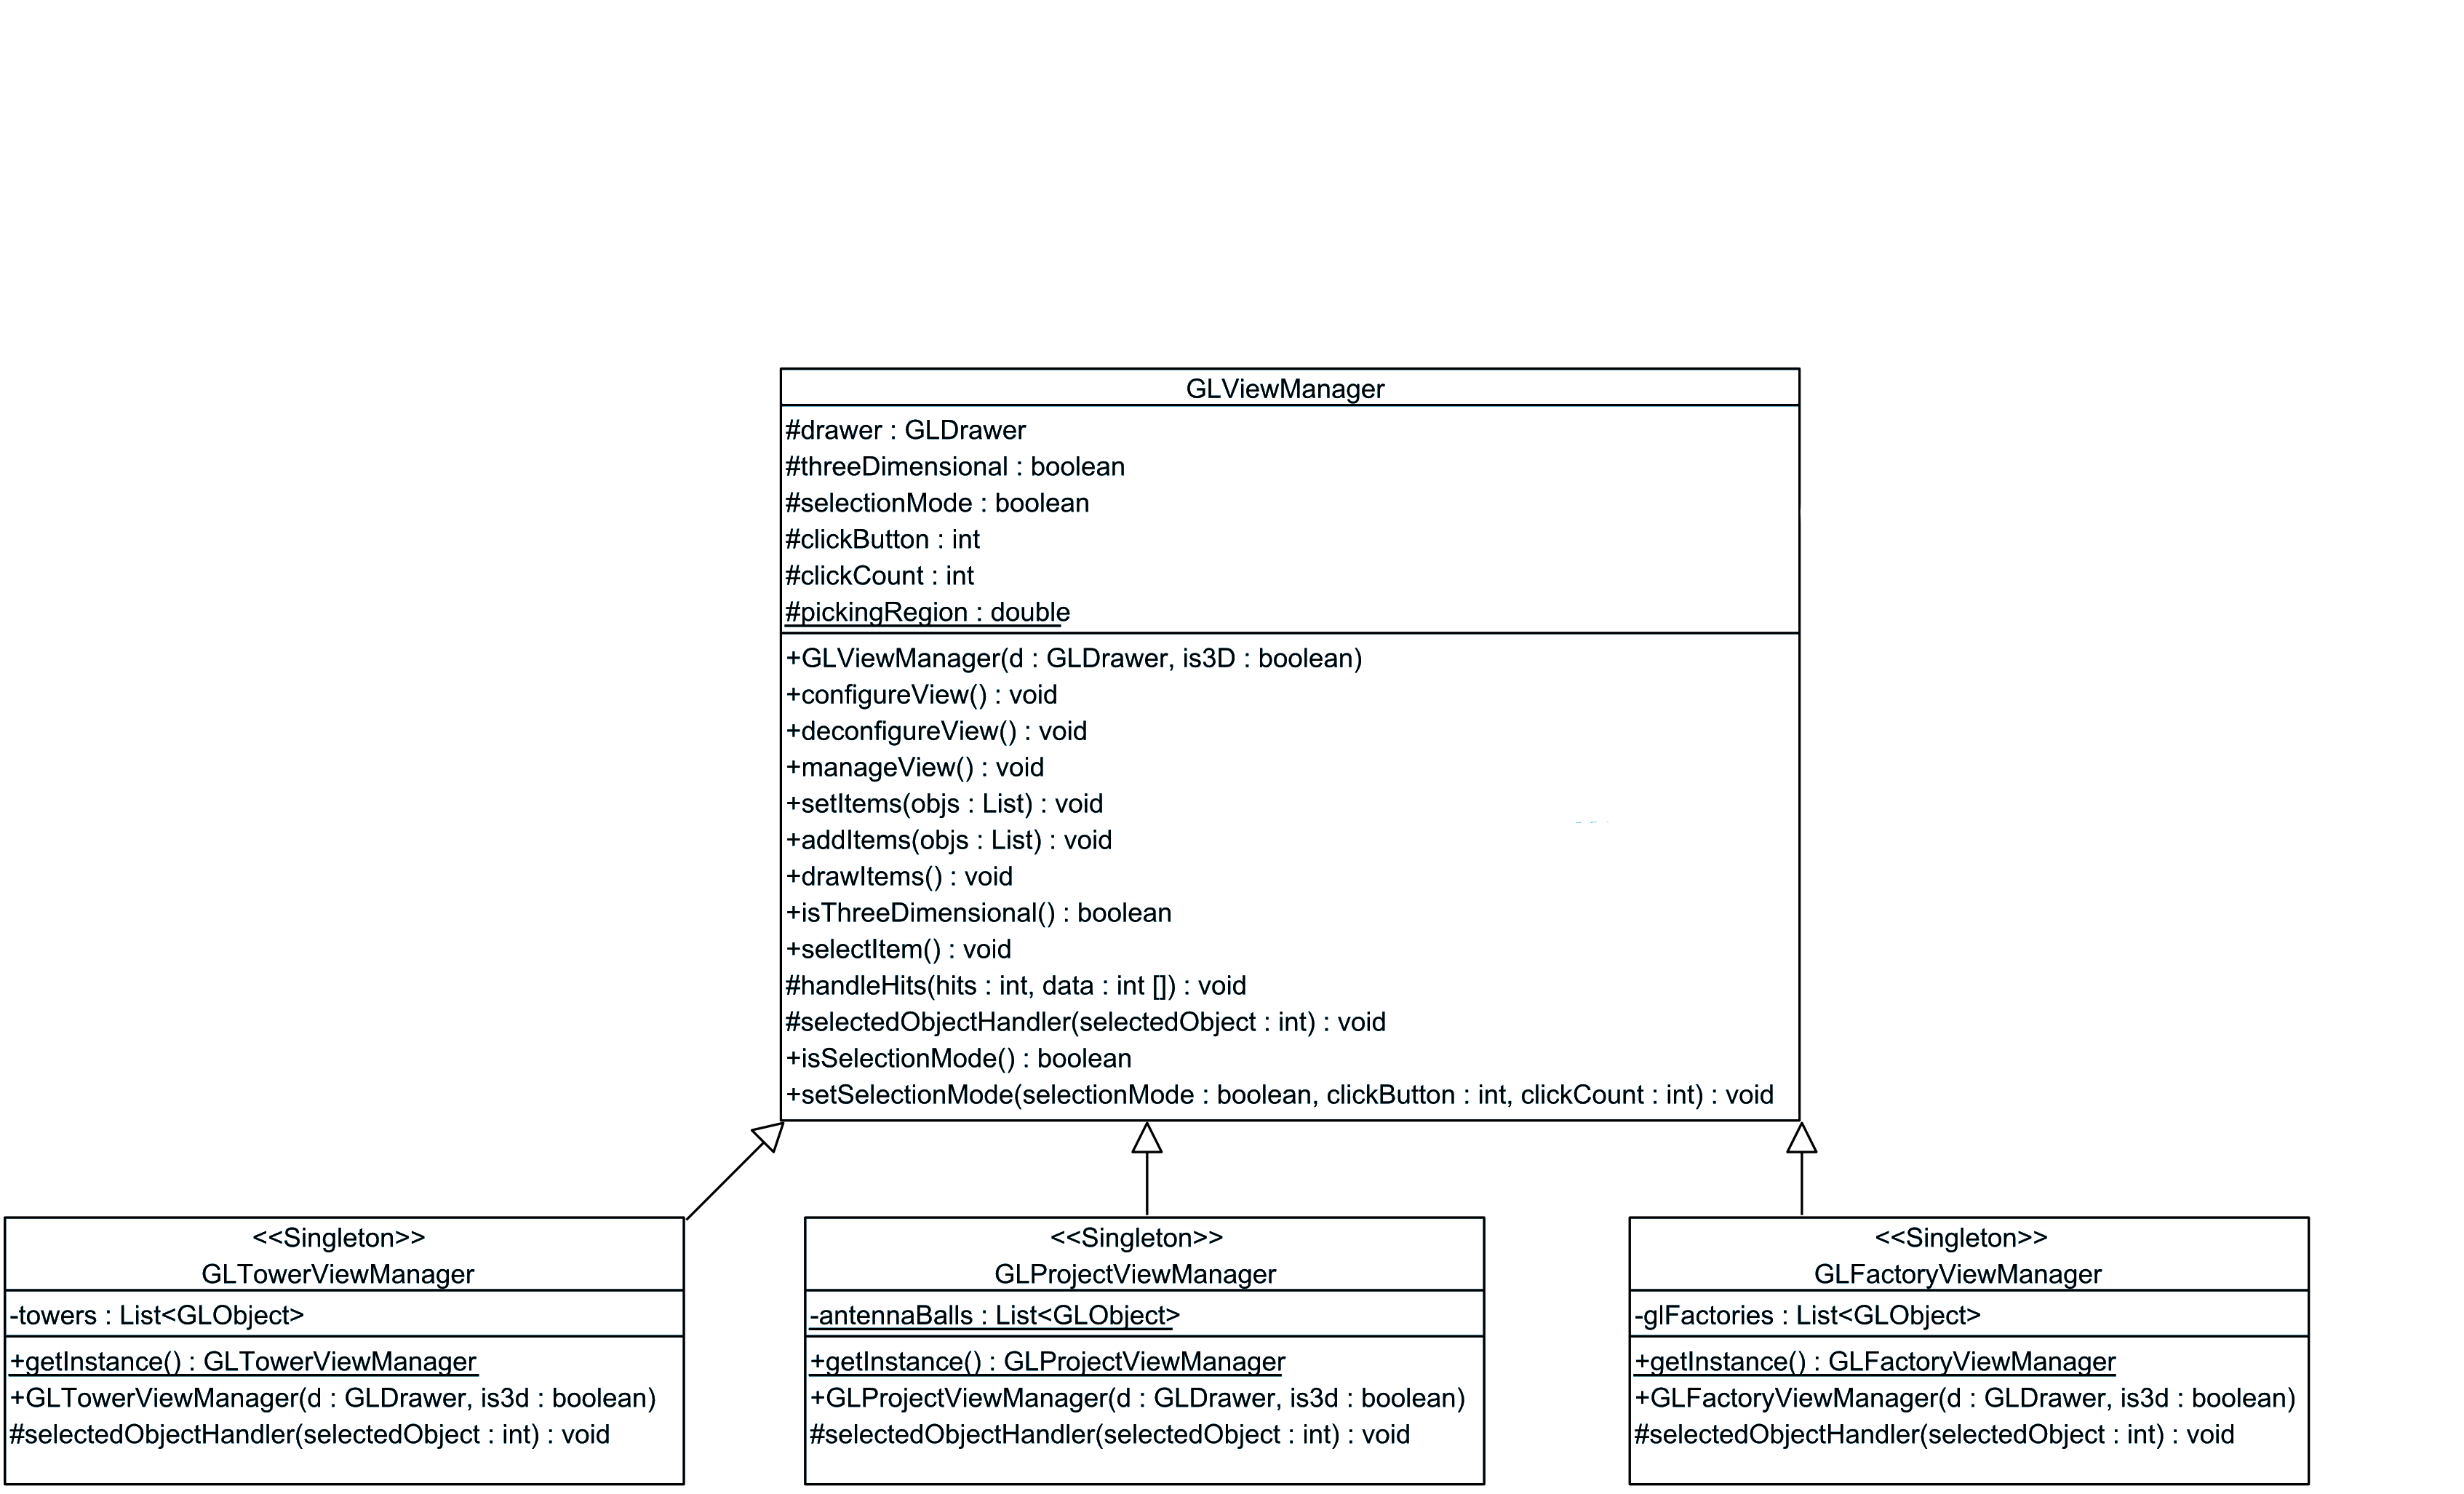 GLViewManager
#drawer : GLDrawer
#threeDimensional : boolean
#selectionMode : boolean
#clickButton : int
#clickCount : int
#pickingRegion : double
+GLViewManager(d : GLDrawer, is3D : boolean)
+configureView() : void
+deconfigureView() : void
+manageView() : void
+setItems(objs : List) : void
+addItems(objs : List) : void
+drawItems() : void
+isThreeDimensional() : boolean
+selectItem() : void
#handleHits(hits : int, data : int []) : void
#selectedObjectHandler(selectedObject : int) : void
+isSelectionMode() : boolean
+setSelectionMode(selectionMode : boolean, clickButton : int, clickCount : int) : void
<<Singleton>>
GLTowerViewManager
-towers : List<GLObject>
+getInstance() : GLTowerViewManager
+GLTowerViewManager(d : GLDrawer, is3d : boolean)
#selectedObjectHandler(selectedObject : int) : void
<<Singleton>>
GLProjectViewManager
-antennaBalls : List<GLObject>
+getInstance() : GLProjectViewManager
+GLProjectViewManager(d : GLDrawer, is3d : boolean)
#selectedObjectHandler(selectedObject : int) : void
<<Singleton>>
GLFactoryViewManager
-glFactories : List<GLObject>
+getInstance() : GLFactoryViewManager
+GLFactoryViewManager(d : GLDrawer, is3d : boolean)
#selectedObjectHandler(selectedObject : int) : void